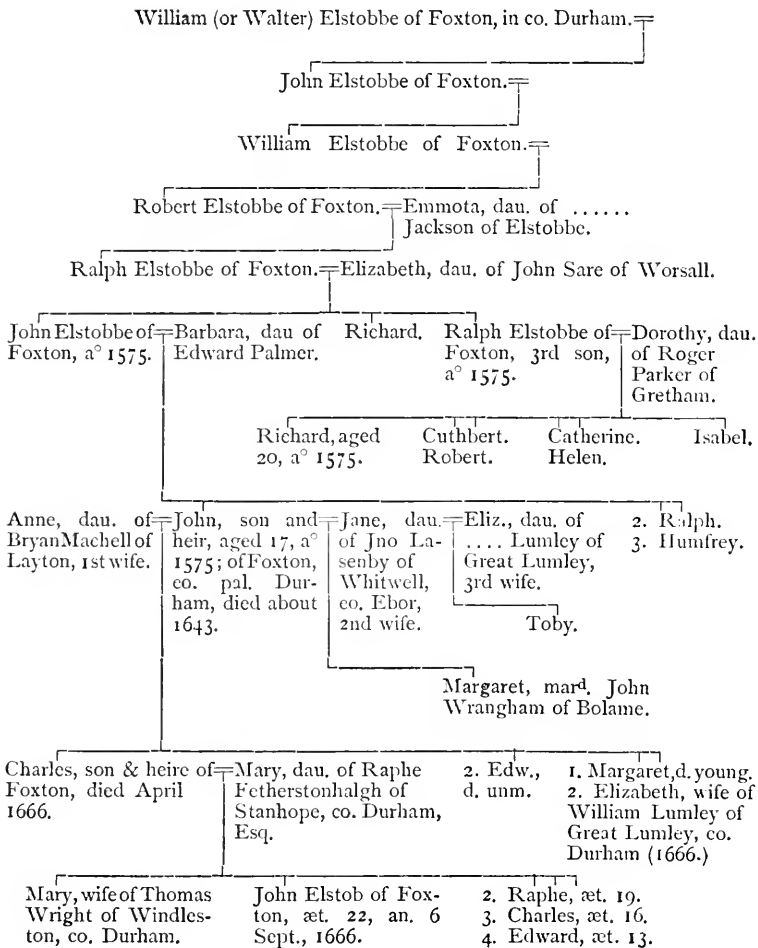 William (or Walter) Elstobbe of Foxton, in co. Durham.
John Elstobbe of Foxton.
William Elstobbe of Foxton.
Robert Elstobbe of Foxton.
Emmota, dau. of ......
Jackson of Elstobbe.
Ralph Elstobbe of Foxton.
Elizabeth, dau. of John Sare of Worsall.
John Elstobbe of
Foxton, a° 1575.
Barbara, dau of
Edward Palmer.
Richard.
Ralph Elstobbe of
Foxton, 3rd son,
a° 1575.
Dorothy, dau.
of Roger
Parker of
Gretham.
Richard, aged
20, a° 1575.
Cuthbert.
Robert.
Catherine.
Helen.
Isabel.
Anne, dau. of
Bryan Machell of
Layton, 1st wife.
John, son and
heir, aged 17, a°
1575; of Foxton,
co. pal. Dur-
ham, died about
1643.
Jane, dau.
of Jno La-
senby of
Whitwell,
co. Ebor,
2nd wife.
Eliz., dau. of
.... Lumley of
Great Lumley,
3rd wife.
2. Ralph.
3. Humfrey.
Toby.
Margaret, mard. John
Wrangham of Bolame.
Charles, son & heire of
Foxton, died April
1666.
Mary, dau. of Raphe
Fetherstonhalgh of
Stanhope, co. Durham,
Esq.
2. Edw.,
d. unm.
1. Margaret, d. young.
2. Elizabeth, wife of
William Lumley of
Great Lumley, co.
Durham (1666.)
Mary, wife of Thomas
Wright of Windles-
ton, co. Durham.
John Elstob of Fox-
ton, æt. 22, an. 6
Sept., 1666.
2. Raphe, æt. 19.
3. Charles, æt. 16.
4. Edward, æt. 13.